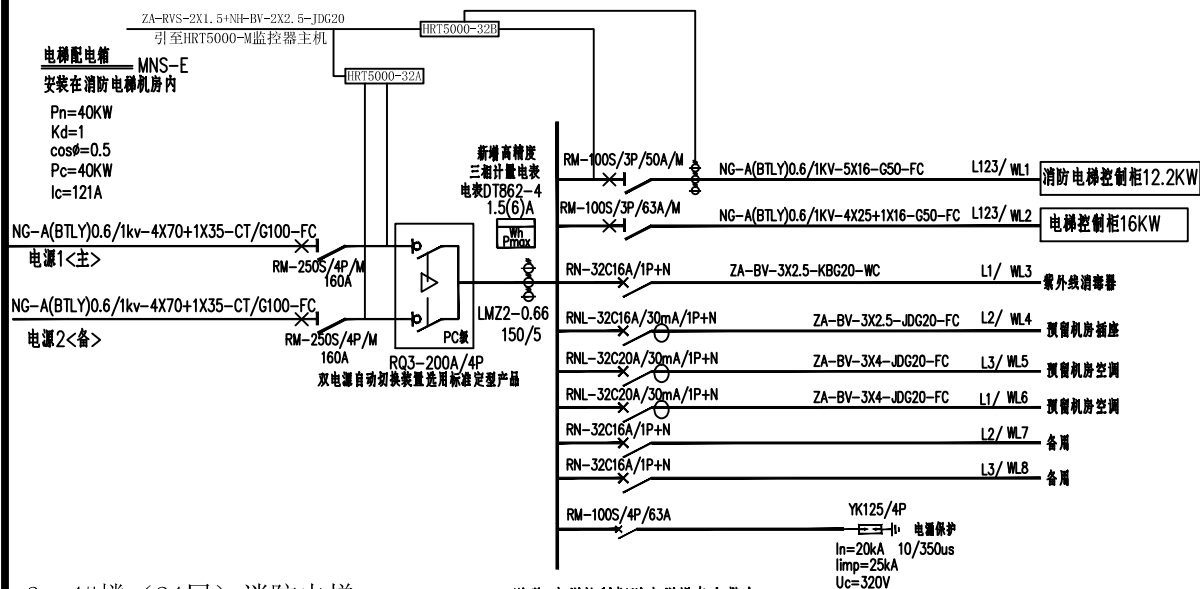 ZA-RVS-2X1.5+NH-BV-2X2.5-JDG20
引至HRT5000-M监控器主机
HRT5000-32B
HRT5000-32A
电梯配电箱 MNS-E
安装在消防电梯机房内
Pn=40KW
Kd=1
cosø=0.5
Pc=40KW
Ic=121A
NG-A(BTLY)0.6/1kv-4X70+1X35-CT/G100-FC
电源1<主>
RM-250S/4P/M
160A
NG-A(BTLY)0.6/1kv-4X70+1X35-CT/G100-FC
电源2<备>
RM-250S/4P/M
160A
PC级
RQ3-200A/4P
双电源自动切换装置选用标准定型产品
新增高精度
三相计量电表
电表DT862-4
1.5(6)A
Wh
Pmax
LMZ2-0.66
150/5
RM-100S/3P/50A/M NG-A(BTLY)0.6/1KV-5X16-G50-FC L123/ WL1 消防电梯控制柜12.2KW
RM-100S/3P/63A/M NG-A(BTLY)0.6/1KV-4X25+1X16-G50-FC L123/ WL2 电梯控制柜16KW
RN-32C16A/1P+N ZA-BV-3X2.5-KBG20-WC L1/ WL3 紫外线消毒器
RNL-32C16A/30mA/1P+N ZA-BV-3X2.5-JDG20-FC L2/ WL4 预留机房插座
RNL-32C20A/30mA/1P+N ZA-BV-3X4-JDG20-FC L3/ WL5 预留机房空调
RNL-32C20A/30mA/1P+N ZA-BV-3X4-JDG20-FC L1/ WL6 预留机房空调
RN-32C16A/1P+N L2/ WL7 备用
RN-32C16A/1P+N L3/ WL8 备用
RM-100S/4P/63A YK125/4P 电涌保护
In=20kA 10/350us
Iimp=25kA
Uc=320V